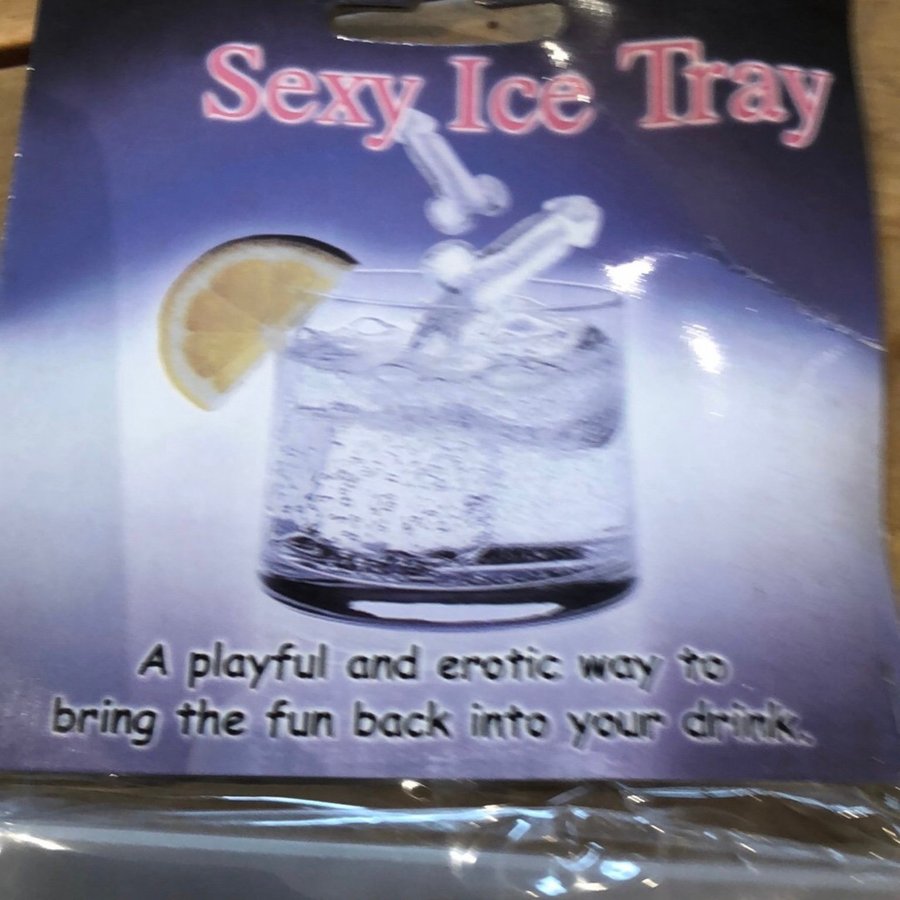 Sexy Ice Tray
A playful and erotic way to
bring the fun back into your drink.